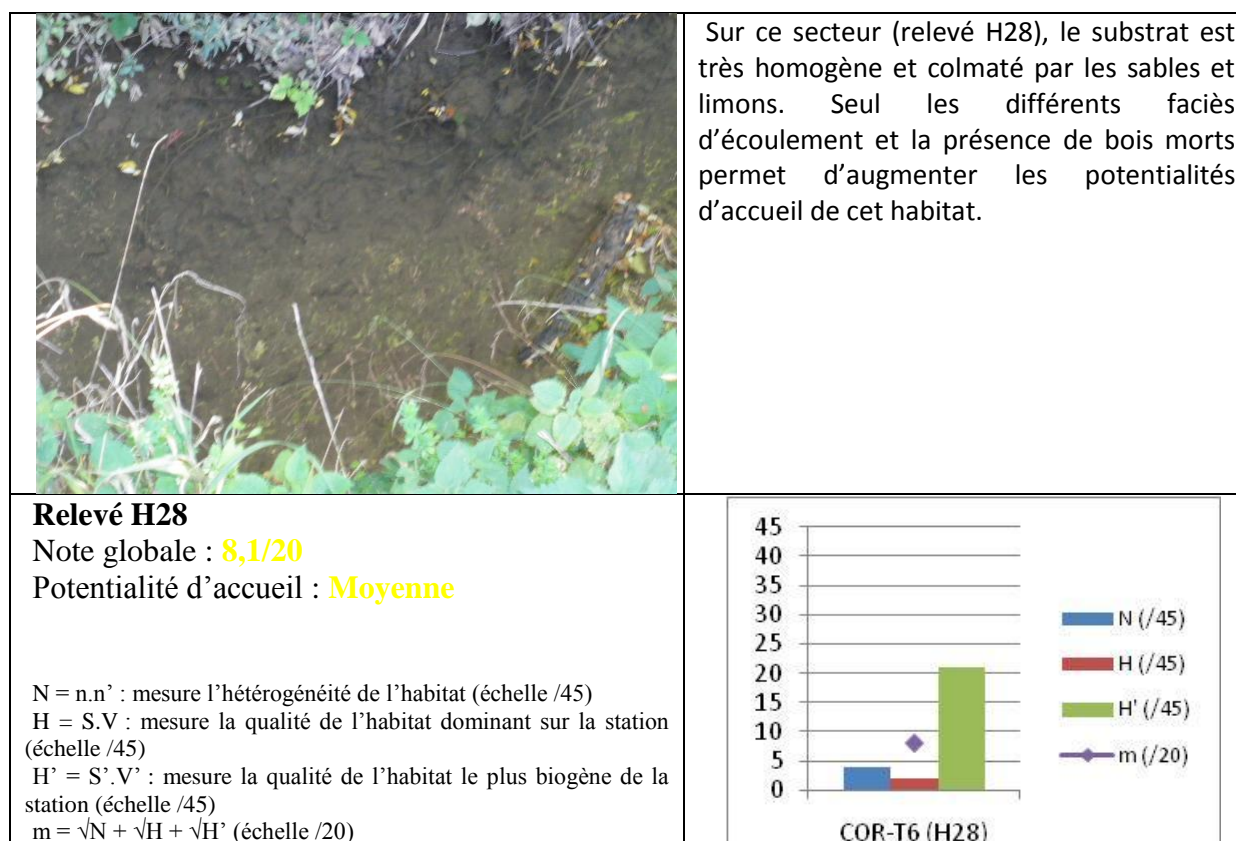 Sur ce secteur (relevé H28), le substrat est
très homogène et colmaté par les sables et
limons. Seul les différents faciès
d'écoulement et la présence de bois morts
permet d'augmenter les potentialités
d'accueil de cet habitat.
Relevé H28
Note globale : 8,1/20
Potentialité d'accueil : Moyenne
N = n.n' : mesure l'hétérogénéité de l'habitat (échelle /45)
H = S.V : mesure la qualité de l'habitat dominant sur la station
(échelle /45)
H' = S'.V' : mesure la qualité de l'habitat le plus biogène de la
station (échelle /45)
m = √N + √H + √H' (échelle /20)
45
40
35
30
25
20
15
10
5
0
COR-T6 (H28)
N (/45)
H (/45)
H' (/45)
m (/20)